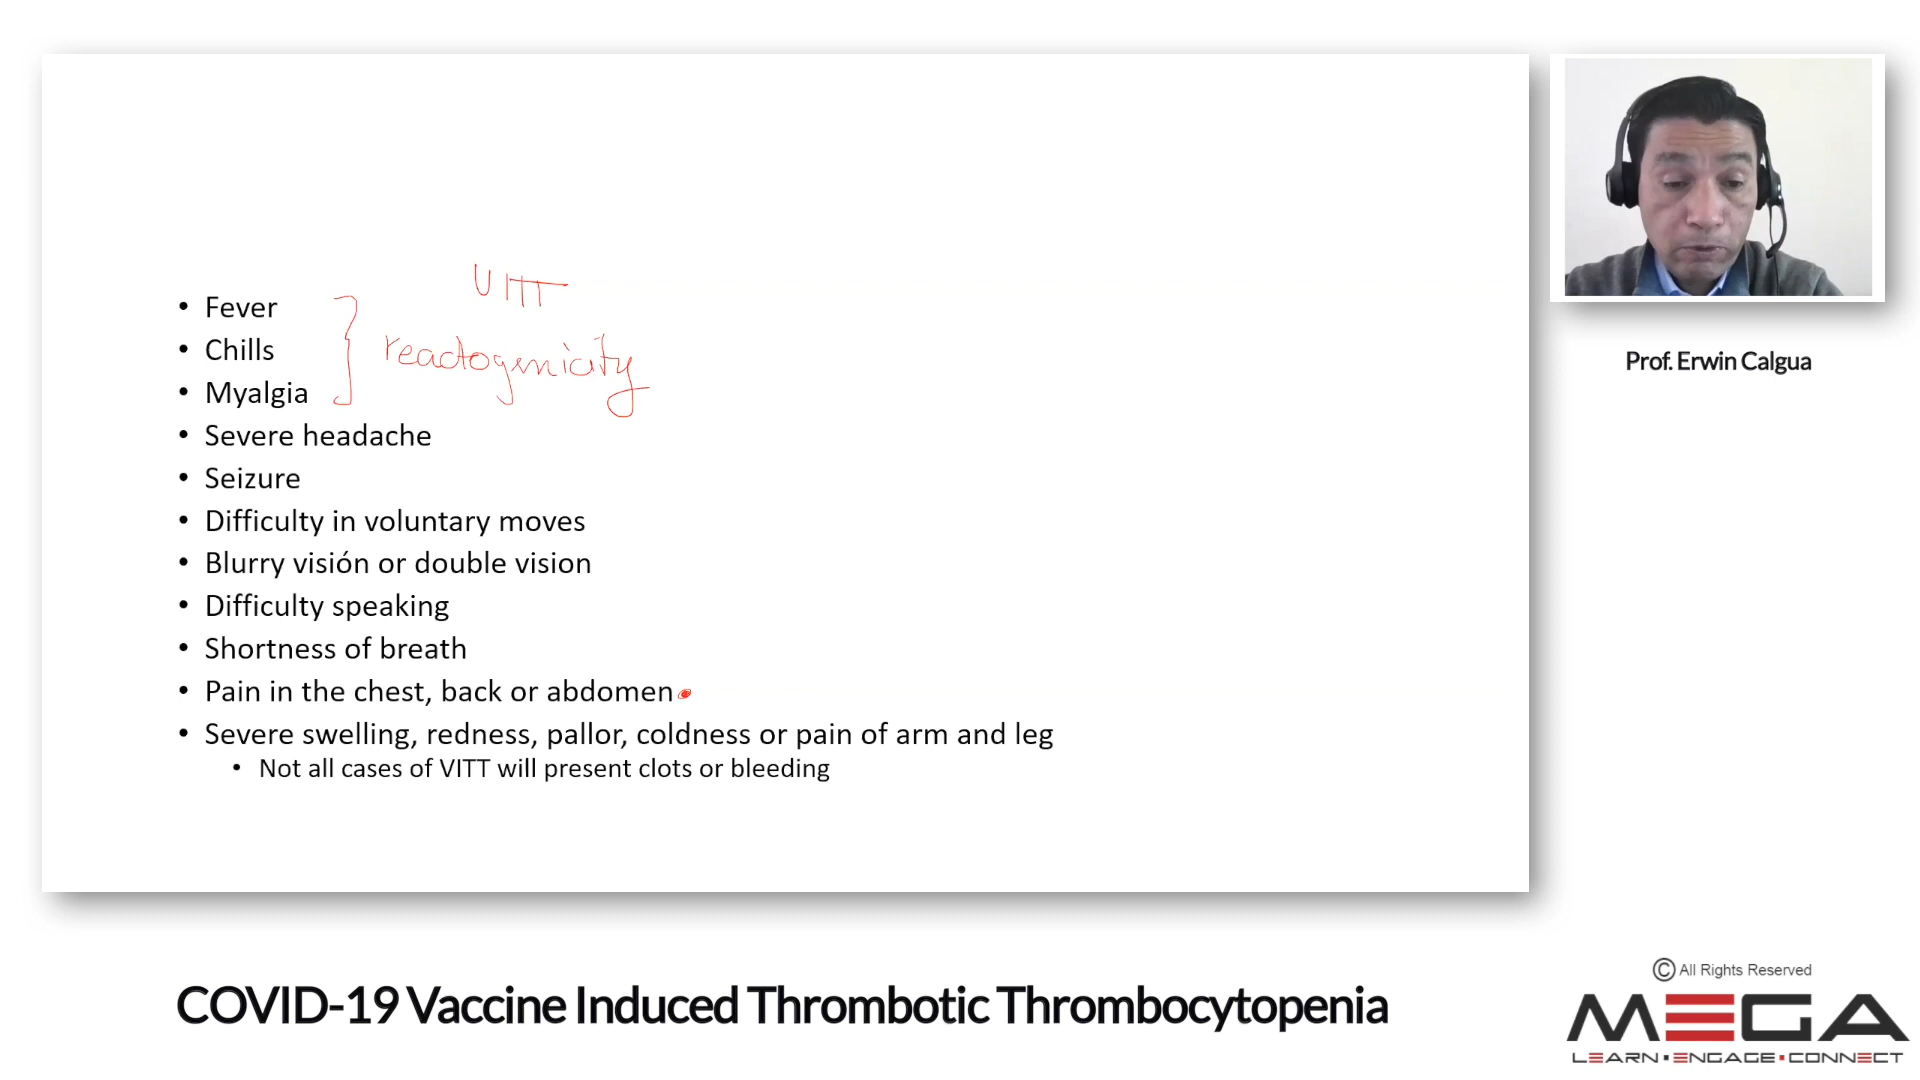 VITT
• Fever
• Chills
reactogenicity
• Myalgia
• Severe headache
• Seizure
• Difficulty in voluntary moves
• Blurry visión or double vision
• Difficulty speaking
• Shortness of breath
• Pain in the chest, back or abdomen
• Severe swelling, redness, pallor, coldness or pain of arm and leg
• Not all cases of VITT will present clots or bleeding
Prof. Erwin Calgua
COVID-19 Vaccine Induced Thrombotic Thrombocytopenia
© All Rights Reserved
MEGA
LEARN▪ENGAGE▪CONNECT